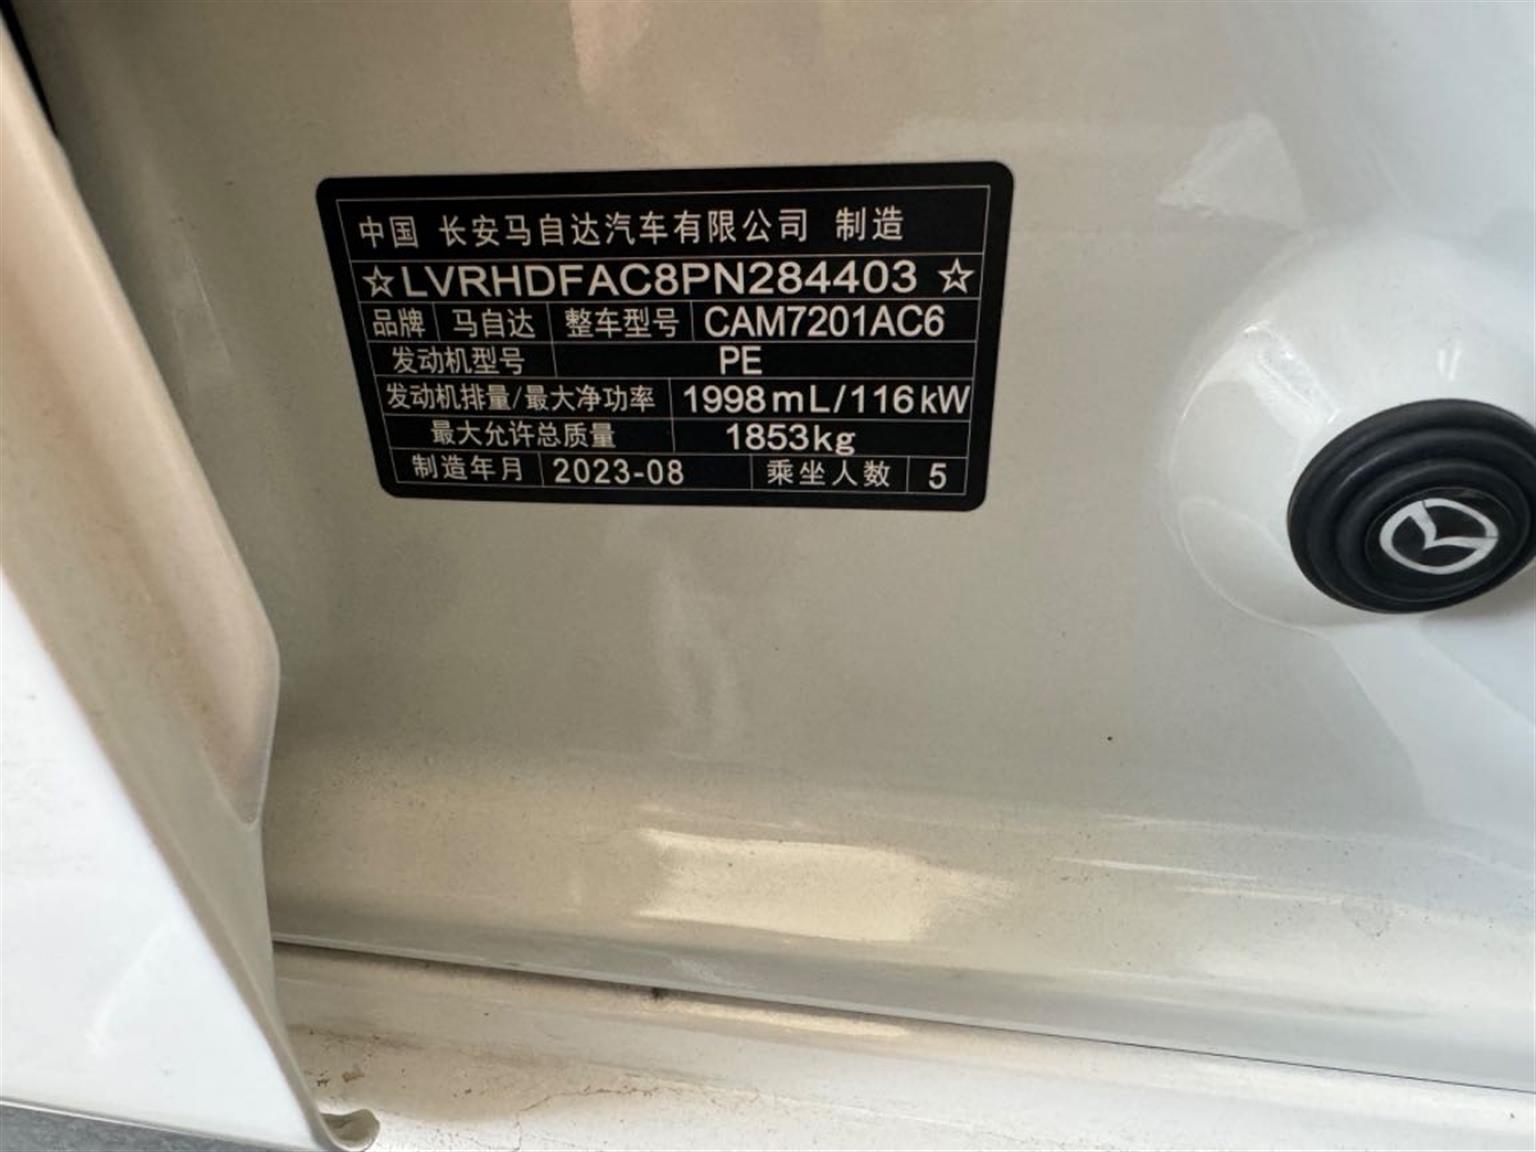 中国 长安马自达汽车有限公司 制造
☆LVRHDFAC8PN284403☆
品牌 马自达 整车型号 CAM7201AC6
发动机型号 PE
发动机排量/最大净功率 1998mL/116kW
最大允许总质量 1853kg
制造年月 2023-08 乘坐人数 5